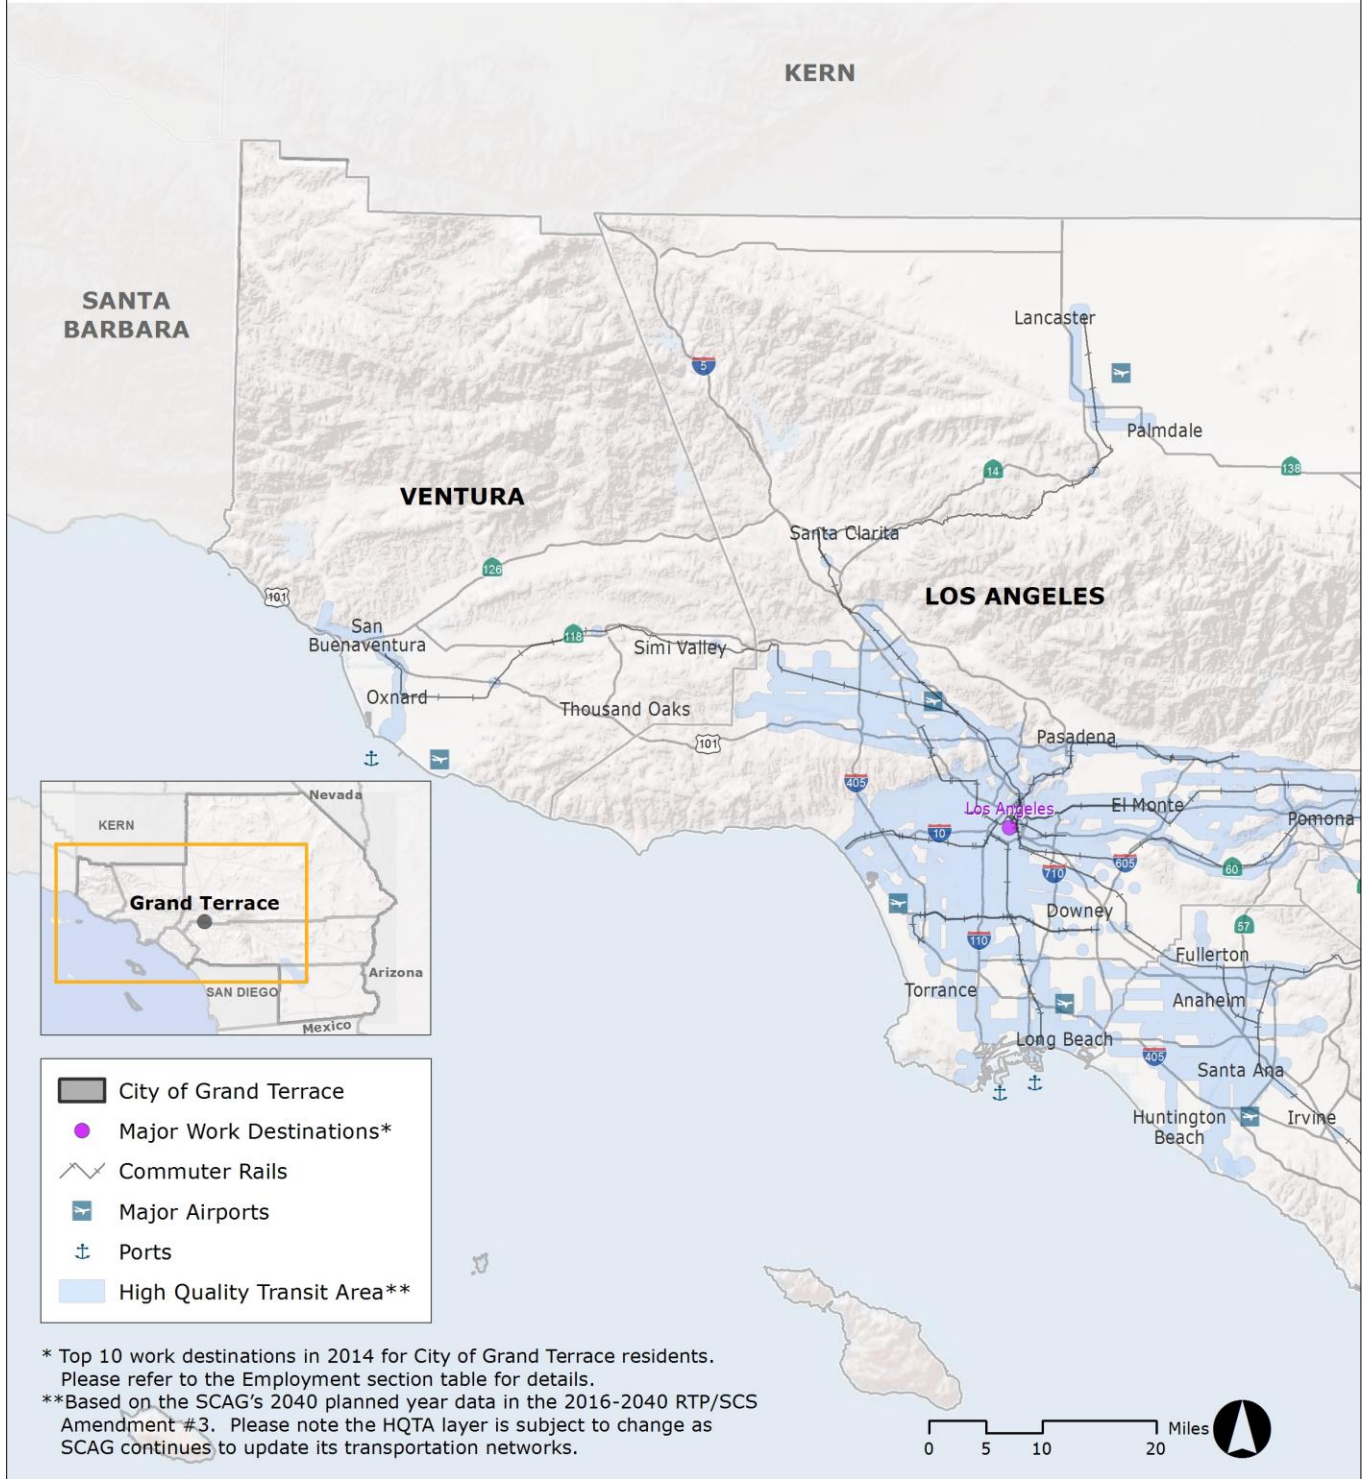 KERN
SANTA
BARBARA
Lancaster
5
Palmdale
14
138
VENTURA
Santa Clarita
126
LOS ANGELES
101
San
Buenaventura
118
Simi Valley
Oxnard
Thousand Oaks
101
Pasadena
405
Los Angeles
El Monte
Pomona
10
605
60
710
Downey
57
110
Fullerton
Torrance
Anaheim
Long Beach
405
Santa Ana
Huntington
Beach
Irvine
Nevada
KERN
Grand Terrace
Arizona
SAN DIEGO
Mexico
City of Grand Terrace
Major Work Destinations*
Commuter Rails
Major Airports
Ports
High Quality Transit Area**
* Top 10 work destinations in 2014 for City of Grand Terrace residents.
Please refer to the Employment section table for details.
**Based on the SCAG's 2040 planned year data in the 2016-2040 RTP/SCS
Amendment #3. Please note the HQTA layer is subject to change as
SCAG continues to update its transportation networks.
Miles
0 5 10 20